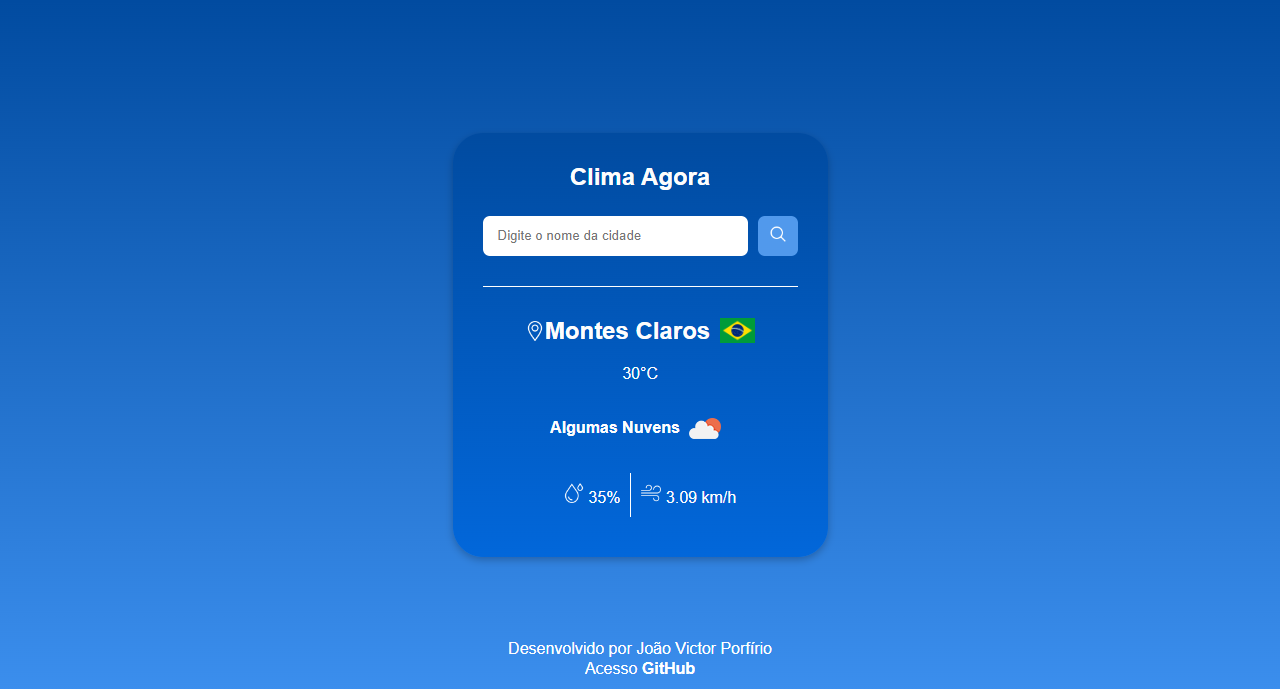 Clima Agora
Digite o nome da cidade
Montes Claros
30°C
Algumas Nuvens
35% 3.09 km/h
Desenvolvido por João Victor Porfírio
Acesso GitHub